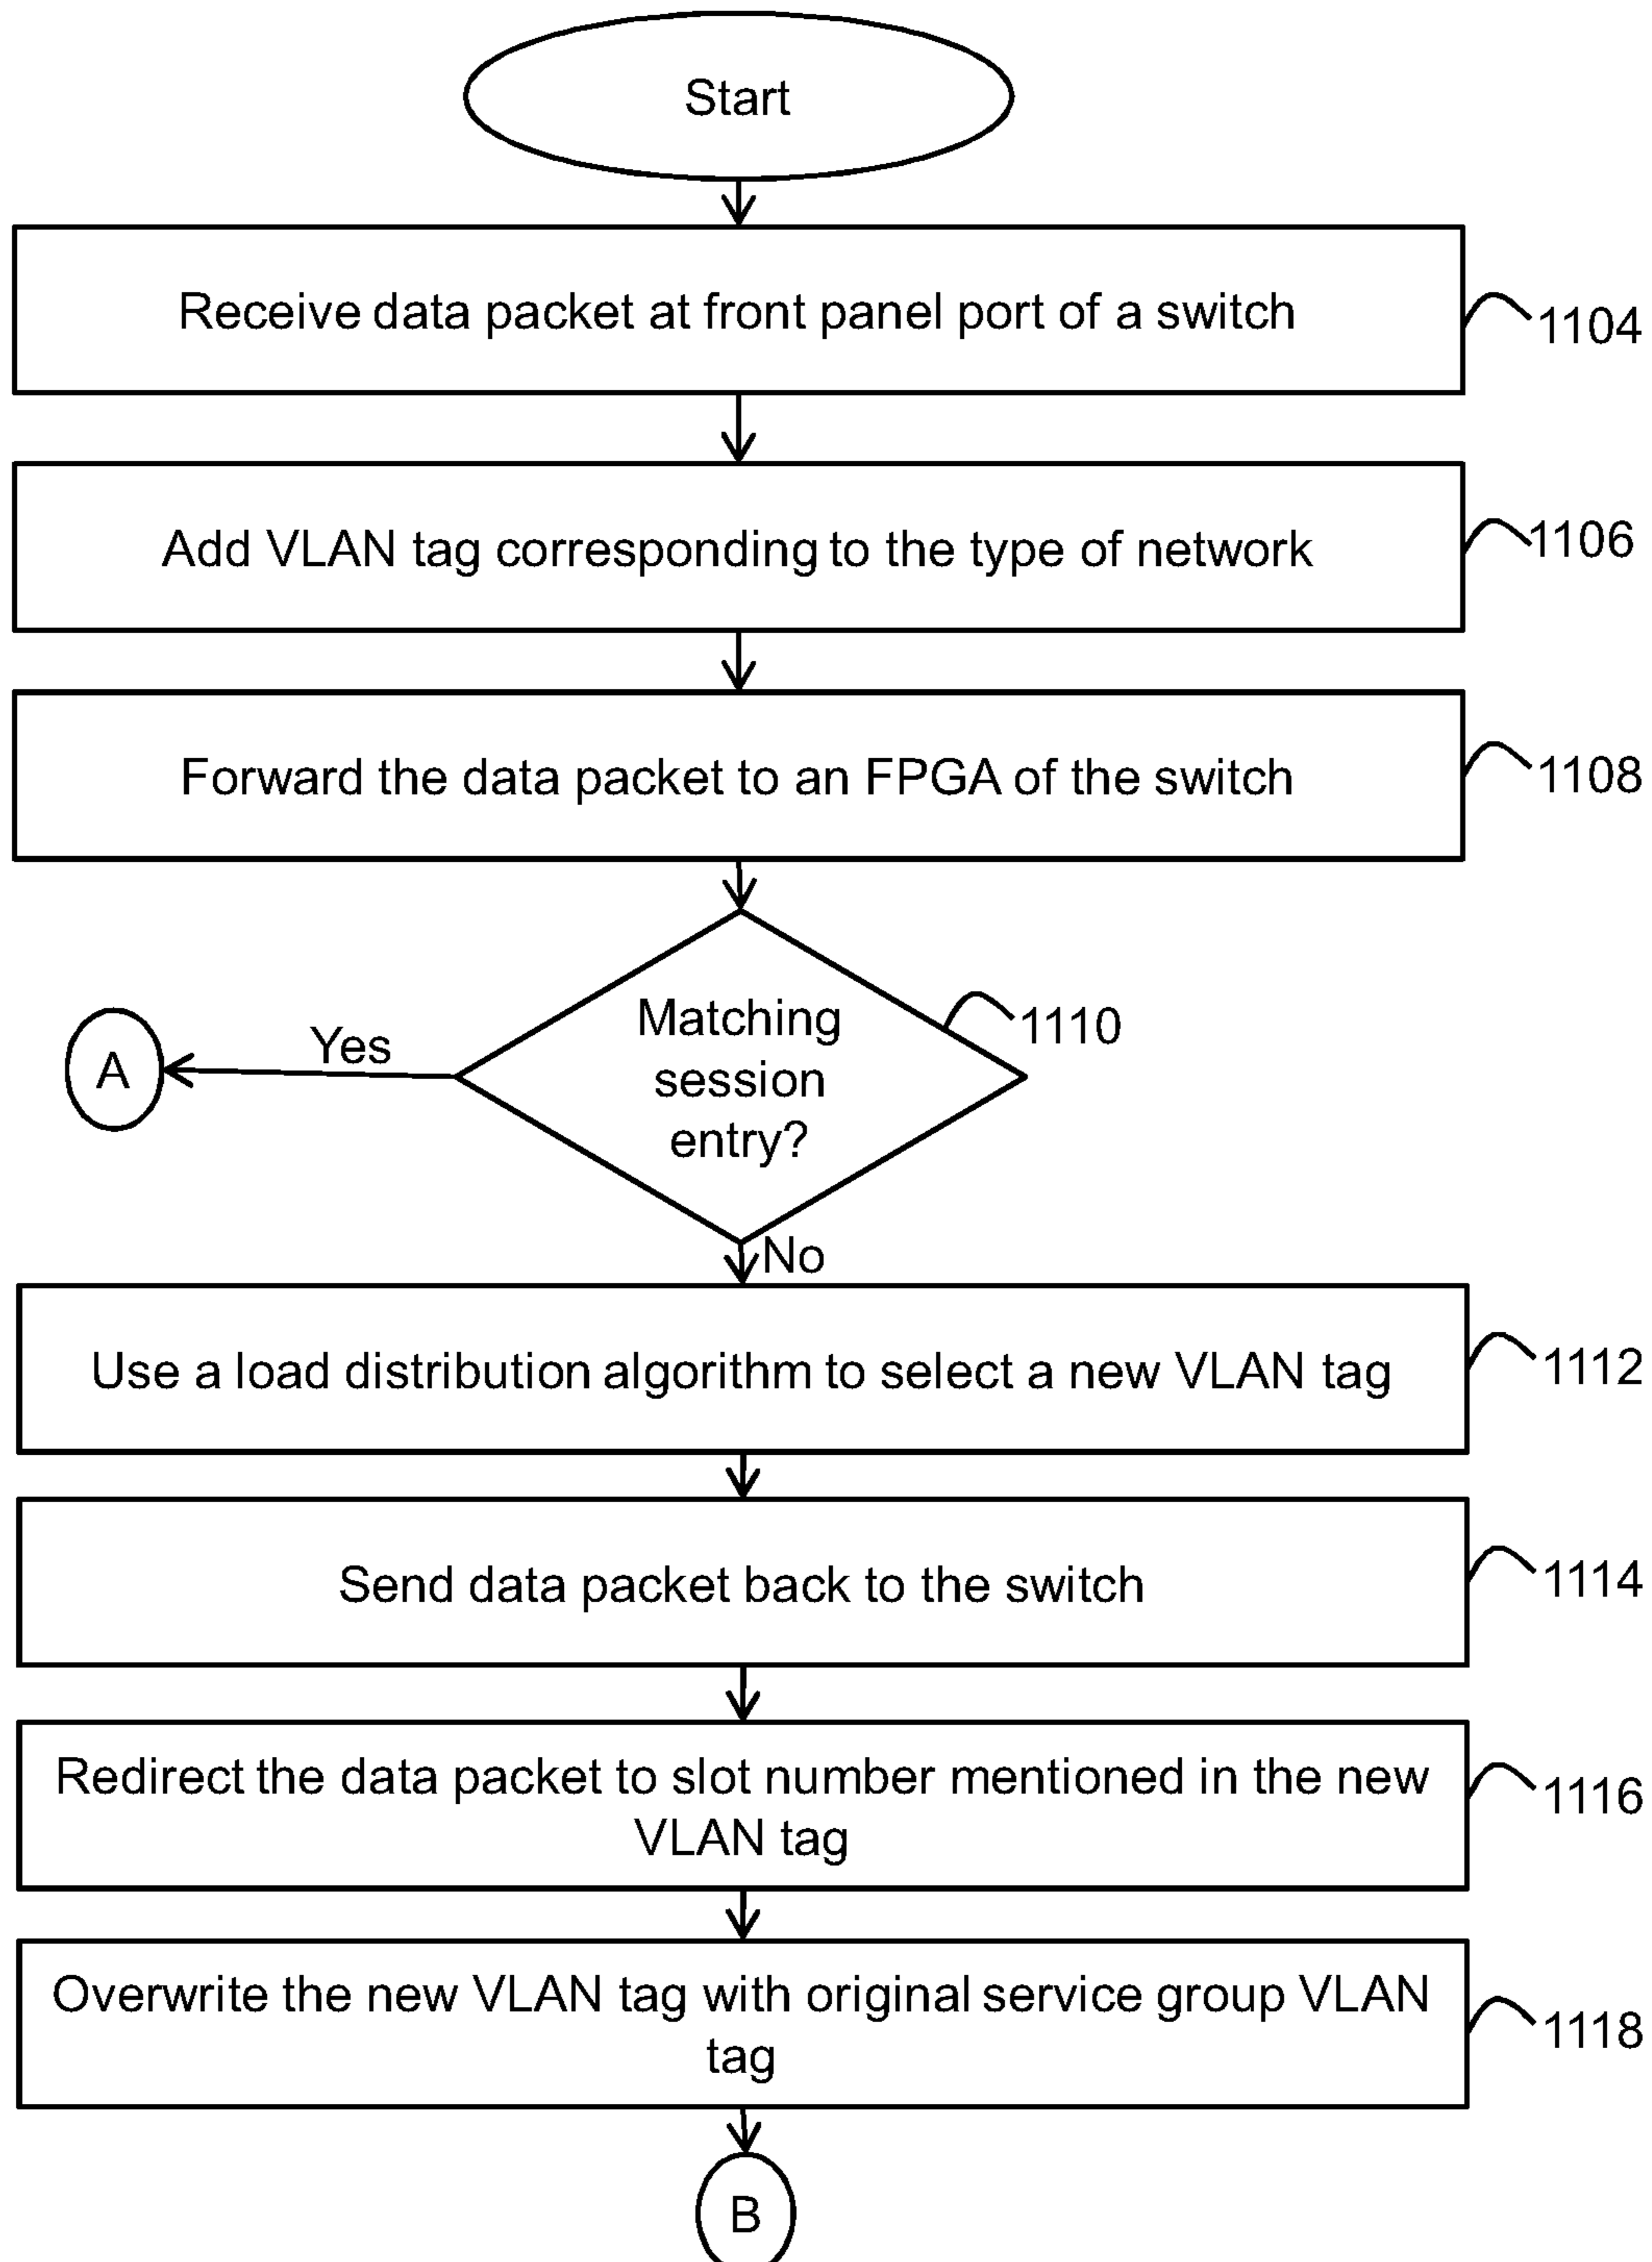 Start
Receive data packet at front panel port of a switch
1104
Add VLAN tag corresponding to the type of network
1106
Forward the data packet to an FPGA of the switch
1108
Matching
session
entry?
1110
Yes
A
No
Use a load distribution algorithm to select a new VLAN tag
1112
Send data packet back to the switch
1114
Redirect the data packet to slot number mentioned in the new
VLAN tag
1116
Overwrite the new VLAN tag with original service group VLAN
tag
1118
B